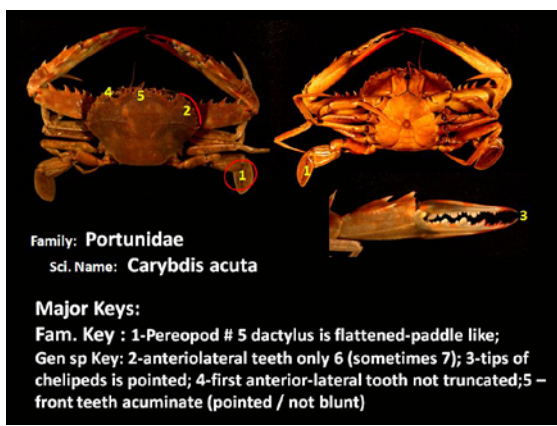 4
5
2
1
1
3
Family: Portunidae
Sci. Name: Carybdis acuta
Major Keys:
Fam. Key : 1-Pereopod # 5 dactylus is flattened-paddle like;
Gen sp Key: 2-anteriolateral teeth only 6 (sometimes 7); 3-tips of
chelipeds is pointed; 4-first anterior-lateral tooth not truncated;5 –
front teeth acuminate (pointed / not blunt)